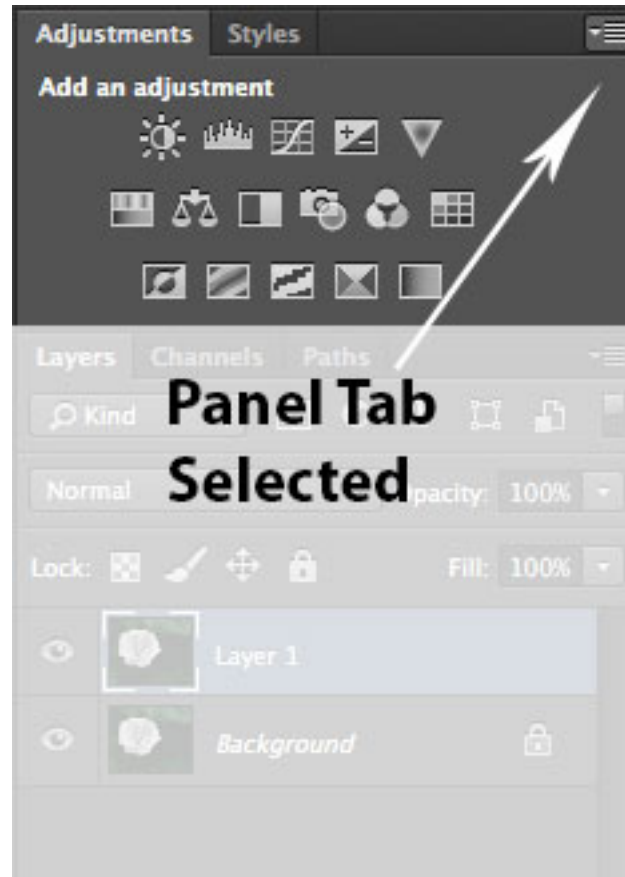 Adjustments Styles
Add an adjustment
Layers Channels Paths
Kind
Panel Tab
Normal Opacity: 100%
Selected
Lock: Fill: 100%
Layer 1
Background